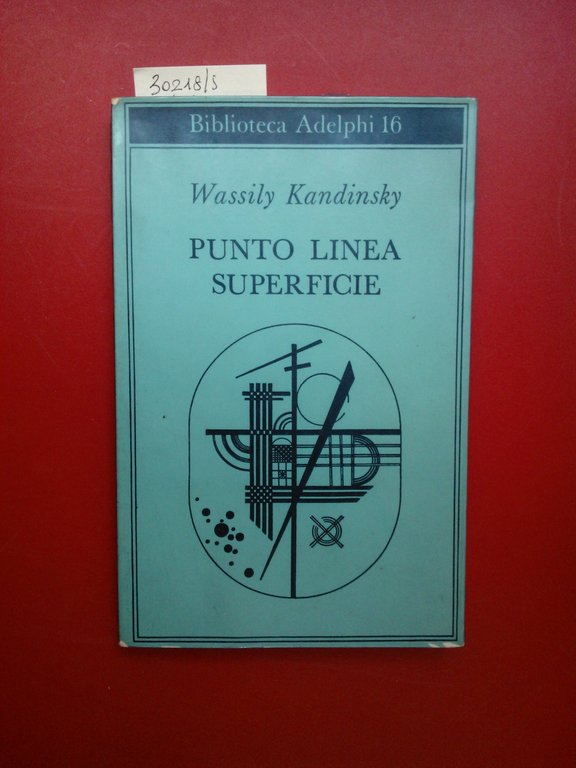 30218/s
Biblioteca Adelphi 16
Wassily Kandinsky
PUNTO LINEA
SUPERFICIE